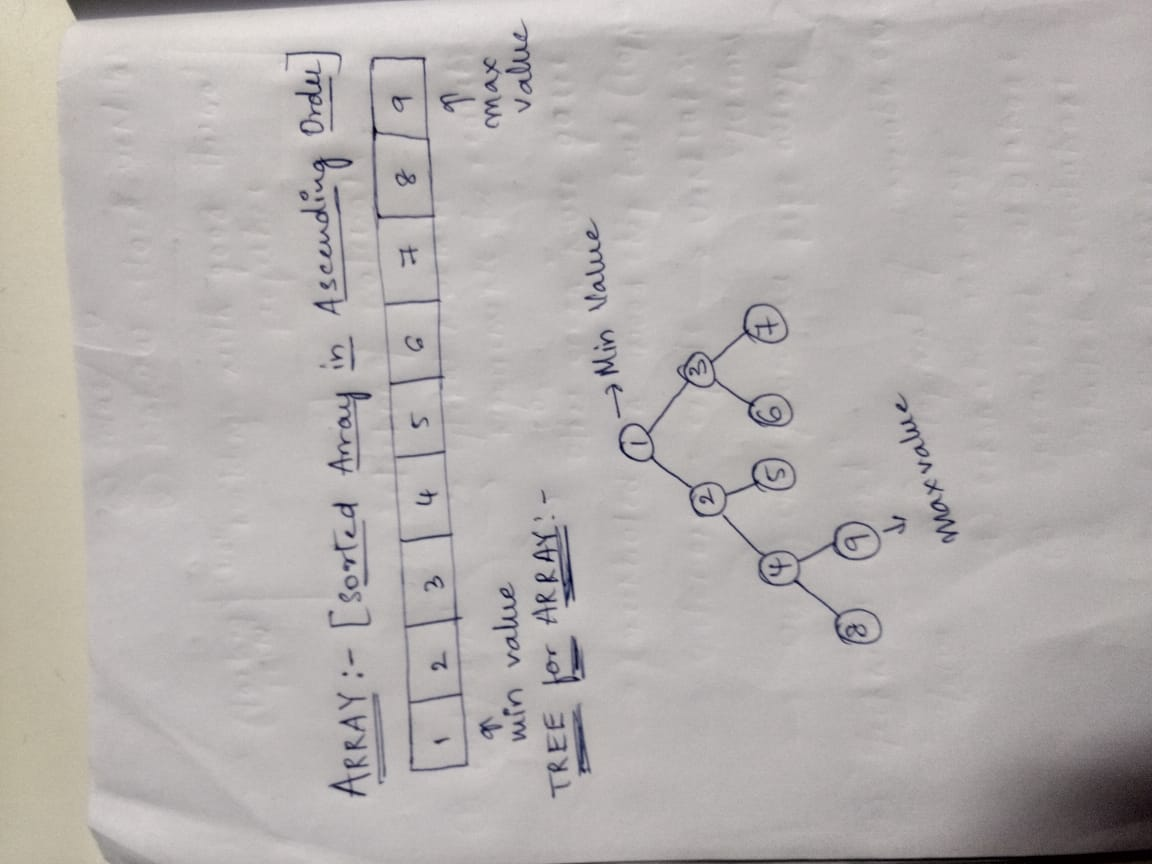 ARRAY :- [Sorted Array in Ascending Order]
1 2 3 4 5 6 7 8 9
↑ ↑
min value max value
TREE for ARRAY :-
1 → Min Value
2 3
4 5 6 7
8 9
↓
max value